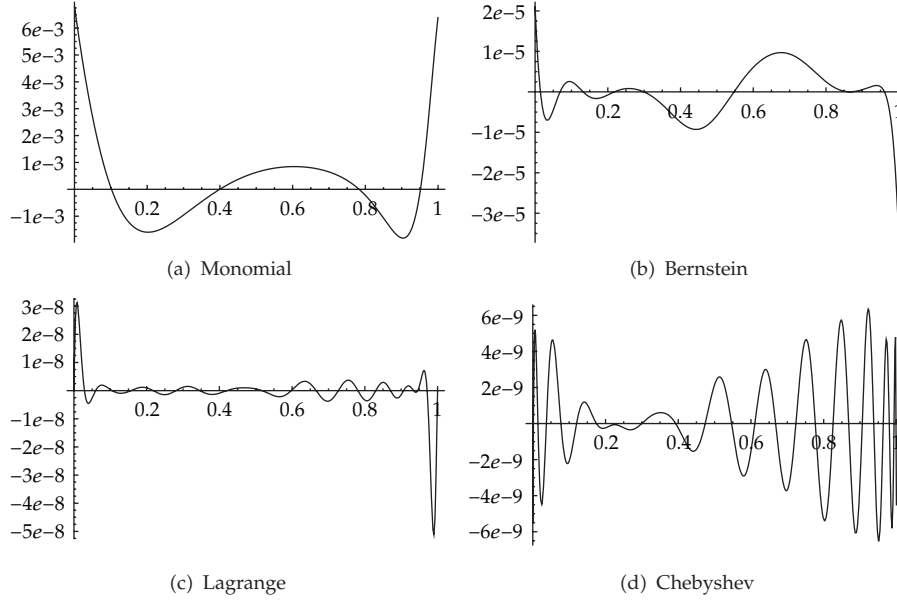 6e−3
5e−3
4e−3
3e−3
2e−3
1e−3
−1e−3
0.2 0.4 0.6 0.8 1
(a) Monomial
2e−5
1e−5
−1e−5
−2e−5
−3e−5
0.2 0.4 0.6 0.8 1
(b) Bernstein
3e−8
2e−8
1e−8
−1e−8
−2e−8
−3e−8
−4e−8
−5e−8
0.2 0.4 0.6 0.8 1
(c) Lagrange
6e−9
4e−9
2e−9
−2e−9
−4e−9
−6e−9
0.2 0.4 0.6 0.8 1
(d) Chebyshev